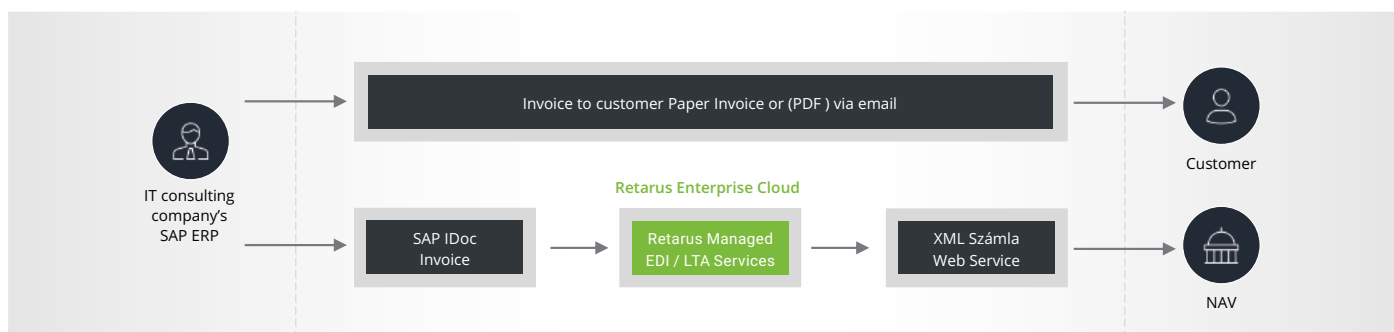 Invoice to customer Paper Invoice or (PDF ) via email
Customer
IT consulting
company's
SAP ERP
Retarus Enterprise Cloud
SAP IDoc
Invoice
Retarus Managed
EDI / LTA Services
XML Számla
Web Service
NAV